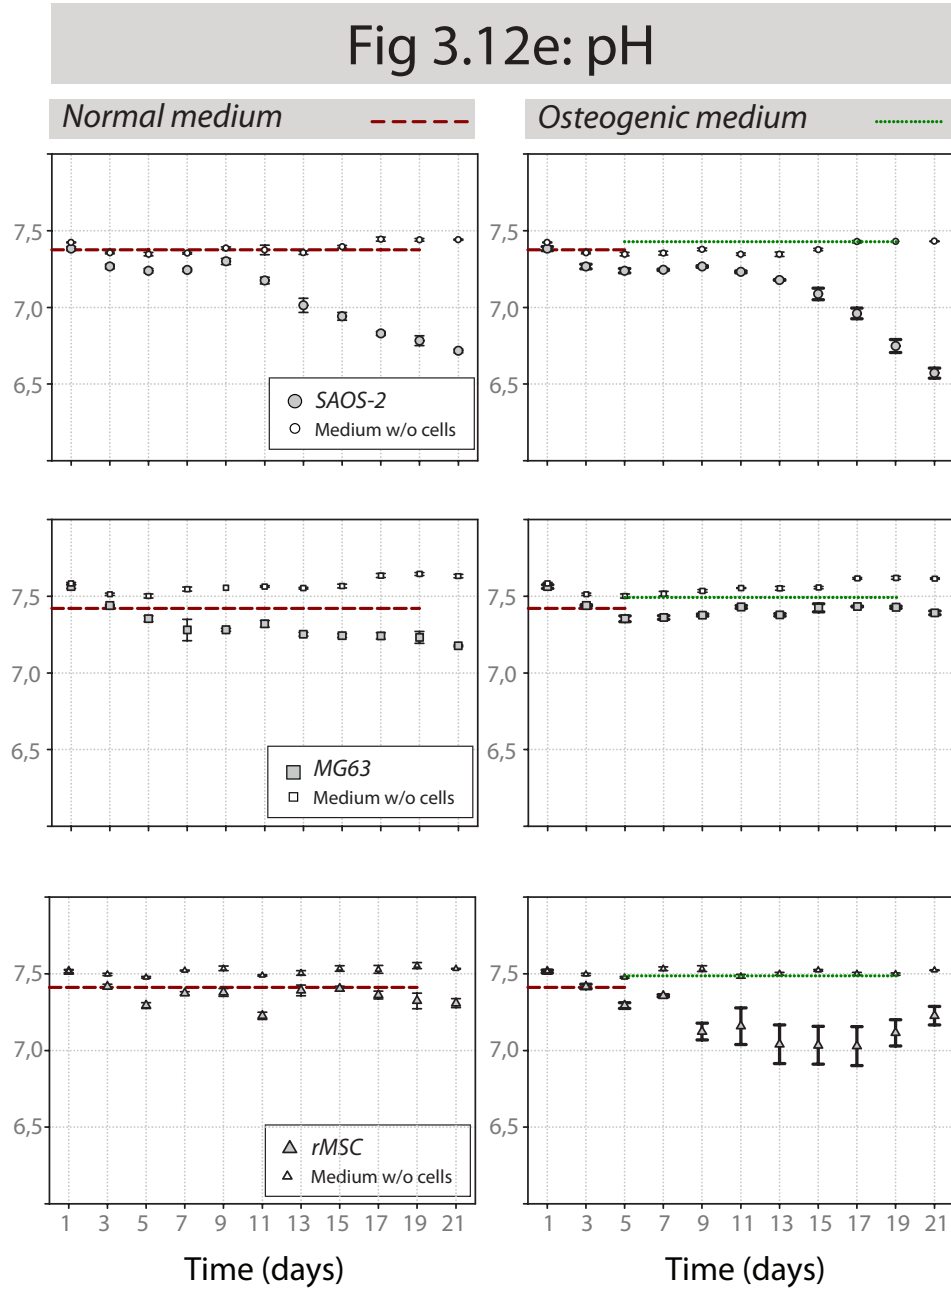 Fig 3.12e: pH
Normal medium
Osteogenic medium
7,5
7,0
6,5
SAOS-2
Medium w/o cells
7,5
7,0
6,5
7,5
7,0
6,5
MG63
Medium w/o cells
7,5
7,0
6,5
7,5
7,0
6,5
rMSC
Medium w/o cells
1 3 5 7 9 11 13 15 17 19 21
Time (days)
7,5
7,0
6,5
1 3 5 7 9 11 13 15 17 19 21
Time (days)